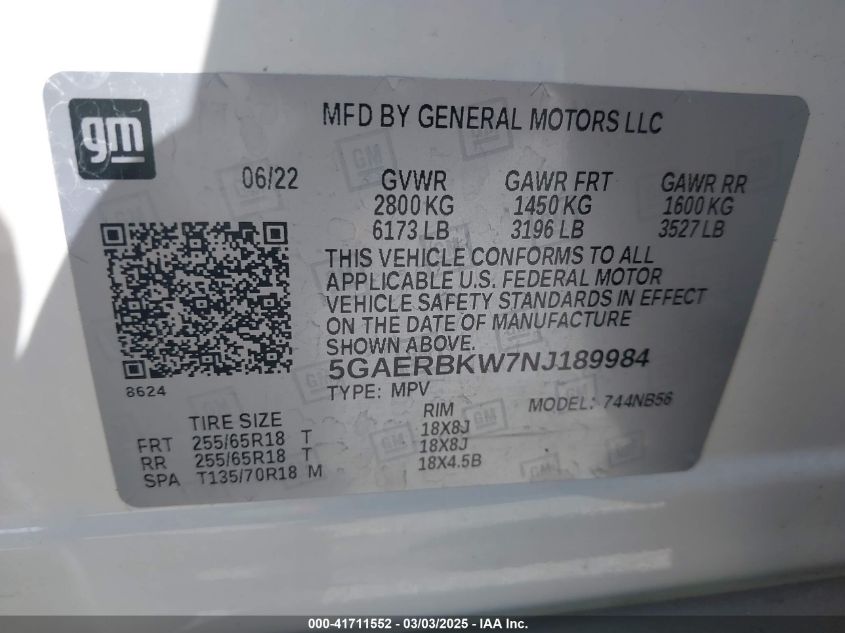 gm
MFD BY GENERAL MOTORS LLC
06/22 GVWR GAWR FRT GAWR RR
2800 KG 1450 KG 1600 KG
6173 LB 3196 LB 3527 LB
THIS VEHICLE CONFORMS TO ALL
APPLICABLE U.S. FEDERAL MOTOR
VEHICLE SAFETY STANDARDS IN EFFECT
ON THE DATE OF MANUFACTURE
SHOWN ABOVE.
5GAERBKW7NJ189984
8624
TYPE: MPV MODEL: 744NB56
TIRE SIZE RIM
FRT 255/65R18 T 18X8J
RR 255/65R18 T 18X8J
SPA T135/70R18 M 18X4.5B
000-41711552 - 03/03/2025 - IAA Inc.